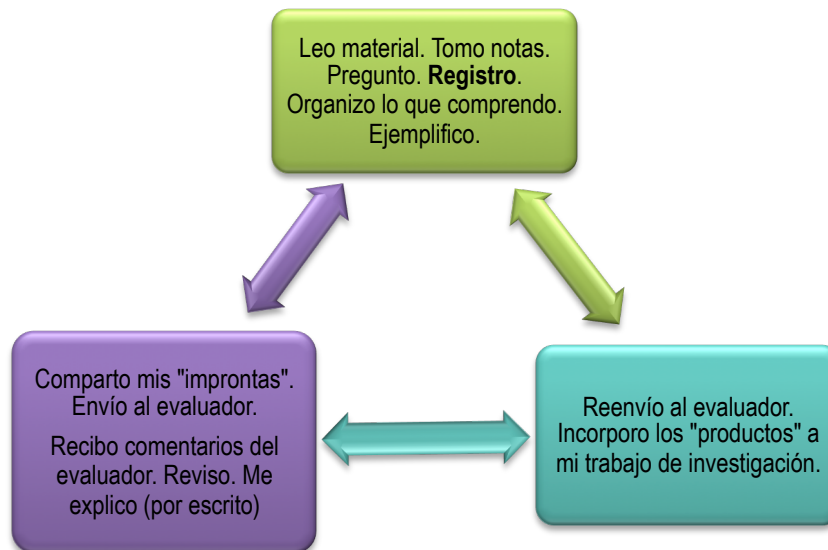 Leo material. Tomo notas.
Pregunto. Registro.
Organizo lo que comprendo.
Ejemplifico.
Comparto mis "improntas".
Envío al evaluador.
Recibo comentarios del
evaluador. Reviso. Me
explico (por escrito)
Reenvío al evaluador.
Incorporo los "productos" a
mi trabajo de investigación.